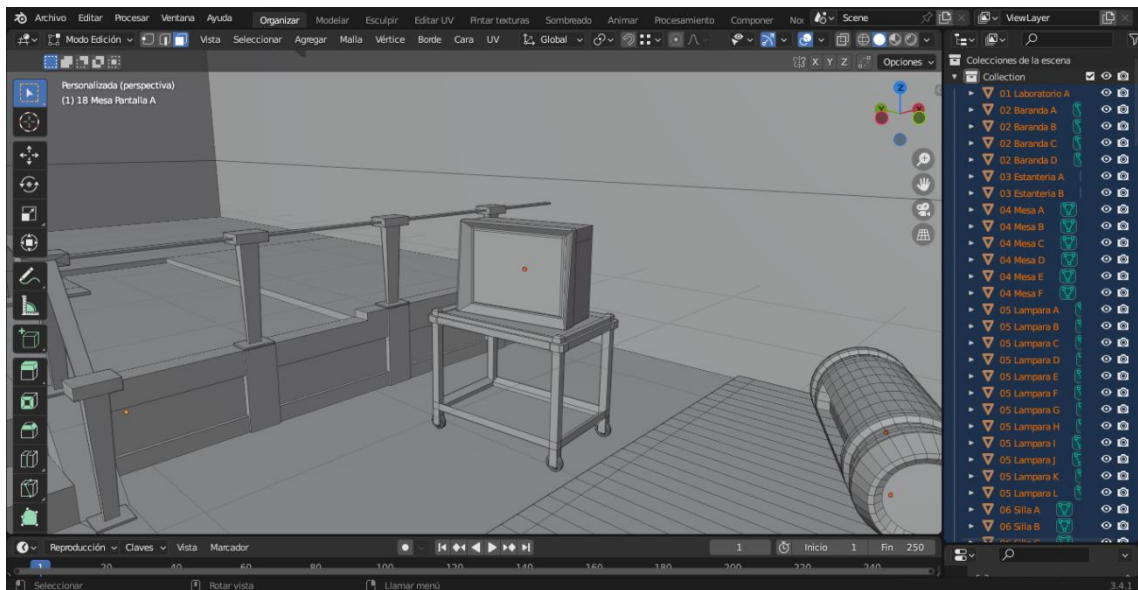 Archivo Editar Procesar Ventana Ayuda Organizar Modelar Esculpir Editar UV Pintar texturas Sombreado Animar Procesamiento Componer Scene ViewLayer
Modo Edición Vista Seleccionar Agregar Malla Vértice Borde Cara UV Global
X Y Z Opciones
Personalizada (perspectiva)
(1) 18 Mesa Pantalla A
Z
Colecciones de la escena
Collection
01 Laboratorio A
02 Baranda A
02 Baranda B
02 Baranda C
02 Baranda D
03 Estanteria A
03 Estanteria B
04 Mesa A
04 Mesa B
04 Mesa C
04 Mesa D
04 Mesa E
04 Mesa F
05 Lampara A
05 Lampara B
05 Lampara C
05 Lampara D
05 Lampara E
05 Lampara F
05 Lampara G
05 Lampara H
05 Lampara I
05 Lampara J
05 Lampara K
05 Lampara L
06 Silla A
06 Silla B
Reproducción Claves Vista Marcador 1 Inicio 1 Fin 250
1 20 40 60 80 100 120 140 160 180 200 220 240
Seleccionar Rotar vista Llamar menú 3.4.1